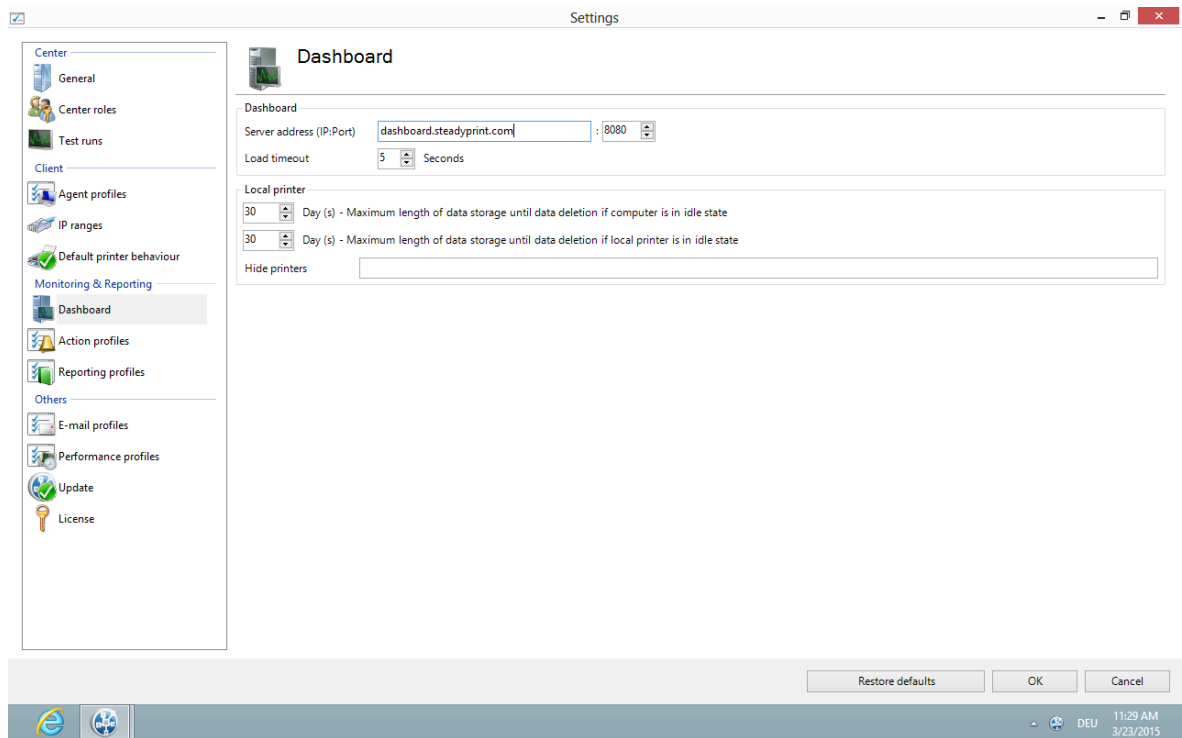 Settings
Center
General
Center roles
Test runs
Client
Agent profiles
IP ranges
Default printer behaviour
Monitoring & Reporting
Dashboard
Action profiles
Reporting profiles
Others
E-mail profiles
Performance profiles
Update
License
Dashboard
Dashboard
Server address (IP:Port) dashboard.steadyprint.com : 8080
Load timeout 5 Seconds
Local printer
30 Day (s) - Maximum length of data storage until data deletion if computer is in idle state
30 Day (s) - Maximum length of data storage until data deletion if local printer is in idle state
Hide printers
Restore defaults OK Cancel
DEU 11:29 AM
3/23/2015